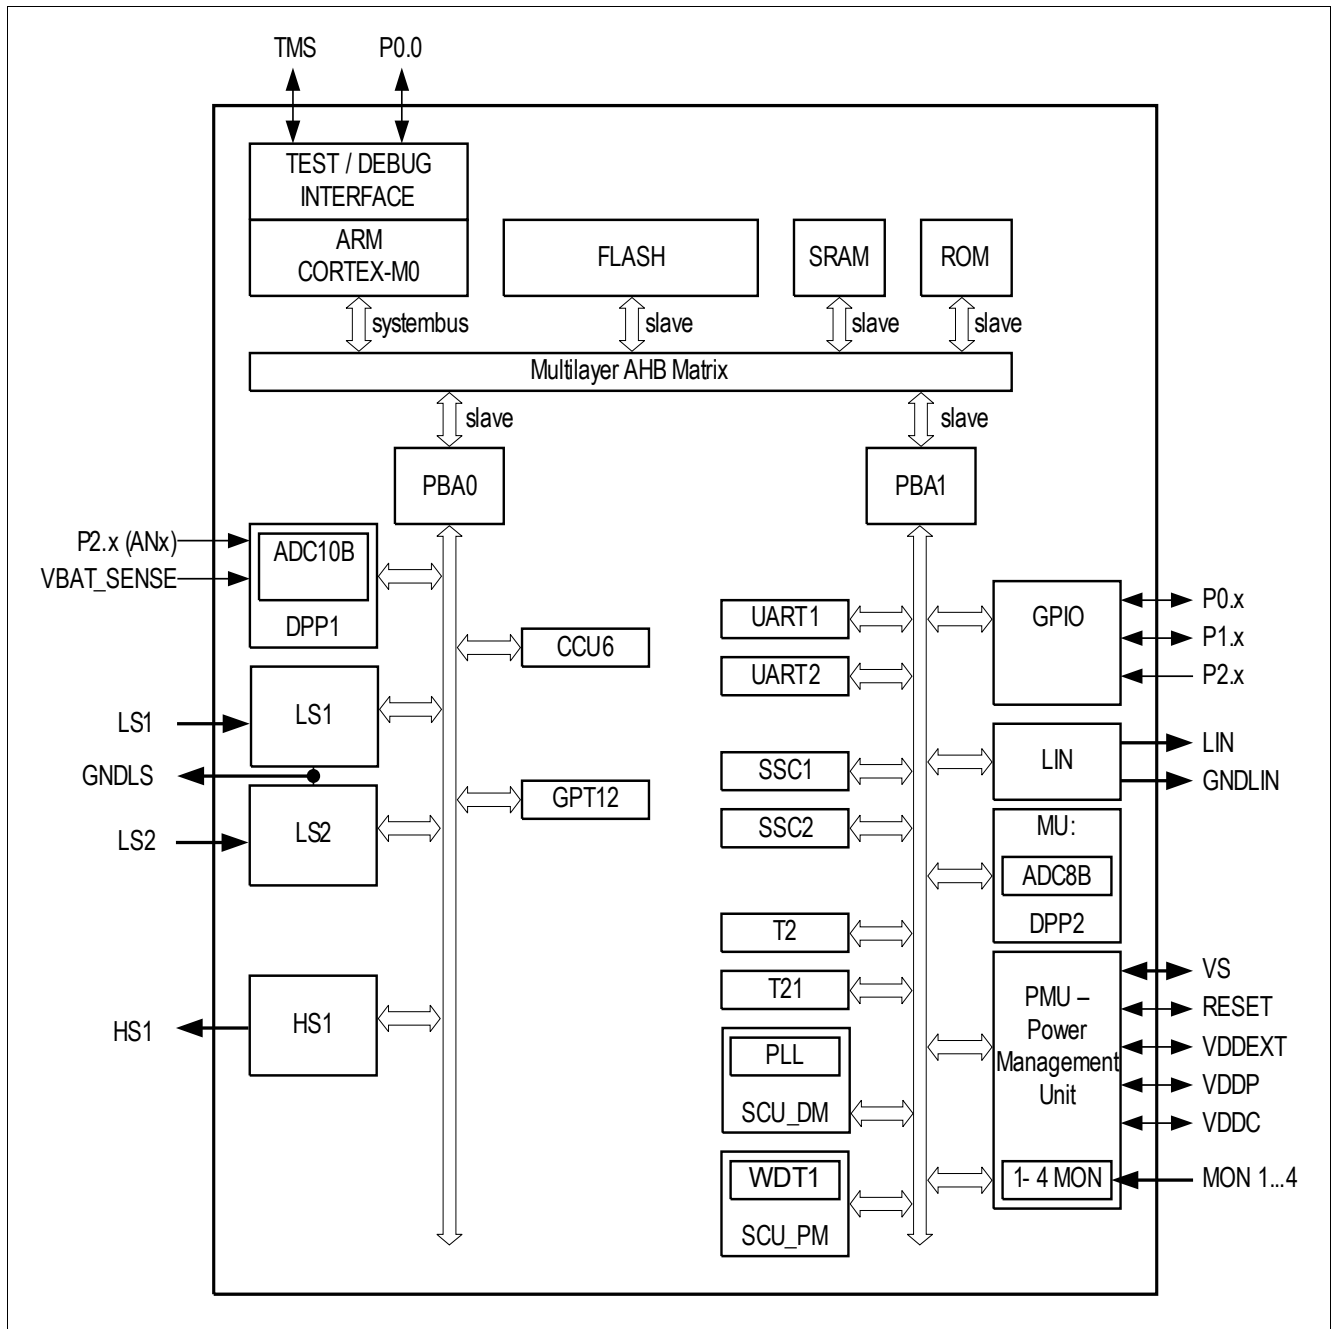 TMS P0.0
TEST / DEBUG
INTERFACE
ARM
CORTEX-M0
FLASH
SRAM
ROM
systembus
slave
slave
slave
Multilayer AHB Matrix
slave
slave
PBA0
PBA1
P2.x (ANx)
VBAT_SENSE
ADC10B
DPP1
CCU6
LS1
LS1
GNDLS
GPT12
LS2
LS2
HS1
HS1
UART1
UART2
SSC1
SSC2
T2
T21
PLL
SCU_DM
WDT1
SCU_PM
GPIO
P0.x
P1.x
P2.x
LIN
LIN
GNDLIN
MU:
ADC8B
DPP2
PMU –
Power
Management
Unit
VS
RESET
VDDEXT
VDDP
VDDC
1- 4 MON
MON 1...4